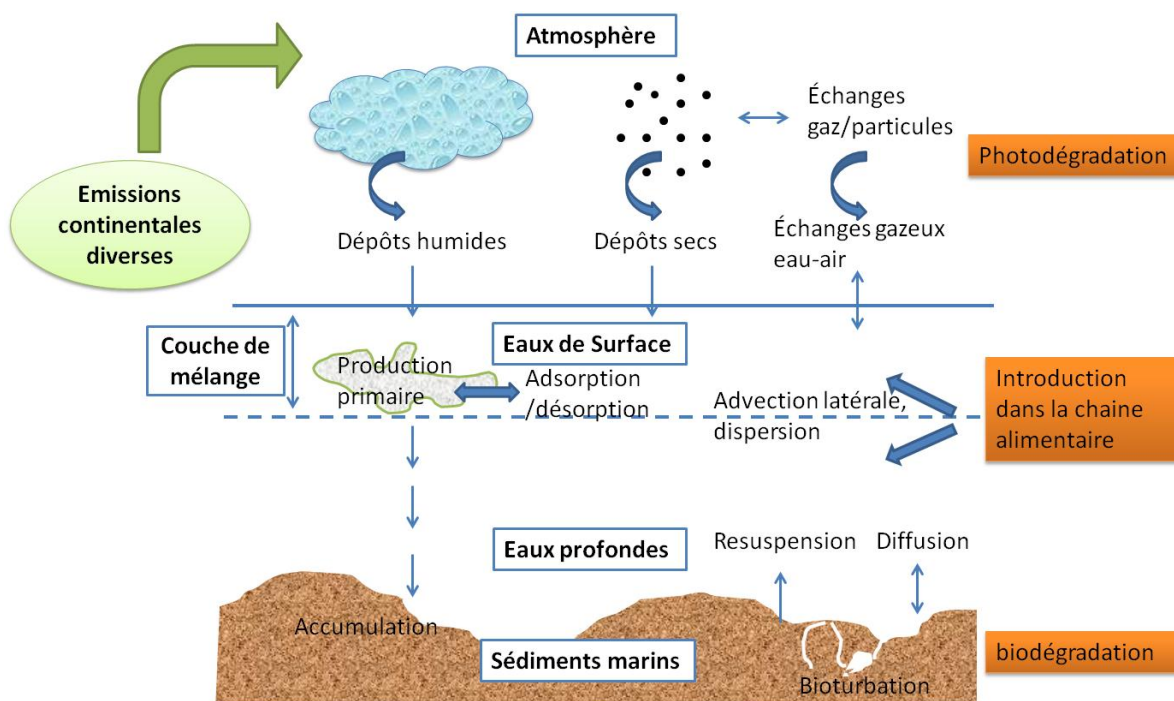 Atmosphère
Échanges
gaz/particules
Photodégradation
Emissions
continentales
diverses
Dépôts humides
Dépôts secs
Échanges gazeux
eau-air
Couche de
mélange
Eaux de Surface
Production
primaire
Adsorption
/désorption
Advection latérale,
dispersion
Introduction
dans la chaine
alimentaire
Eaux profondes
Resuspension
Diffusion
Accumulation
Sédiments marins
Bioturbation
biodégradation